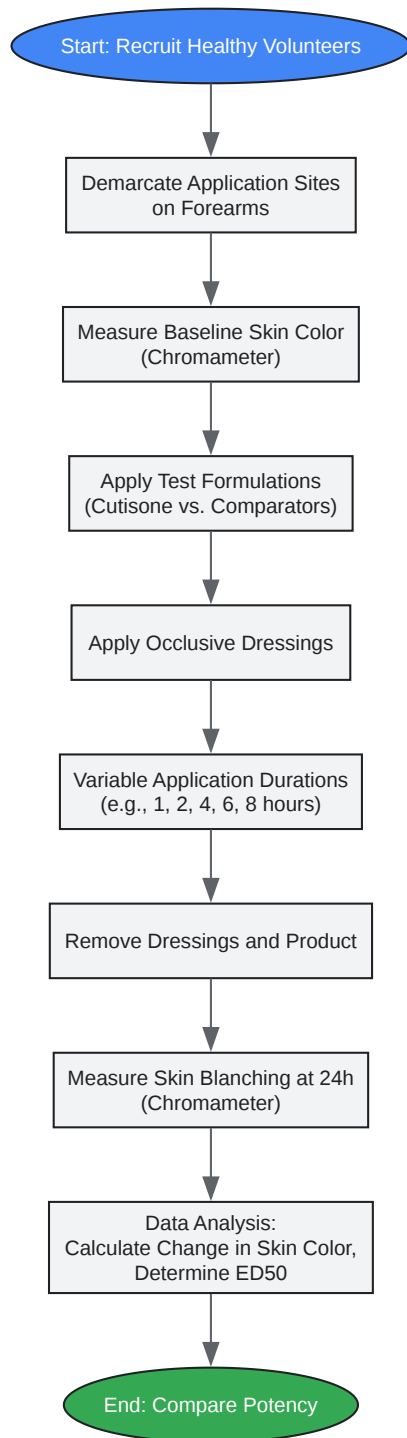 Start: Recruit Healthy Volunteers
Demarcate Application Sites
on Forearms
Measure Baseline Skin Color
(Chromameter)
Apply Test Formulations
(Cutisone vs. Comparators)
Apply Occlusive Dressings
Variable Application Durations
(e.g., 1, 2, 4, 6, 8 hours)
Remove Dressings and Product
Measure Skin Blanching at 24h
(Chromameter)
Data Analysis:
Calculate Change in Skin Color,
Determine ED50
End: Compare Potency